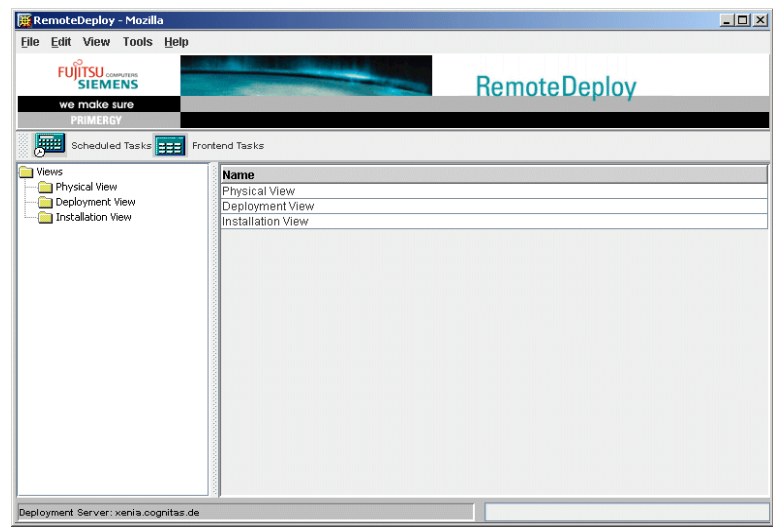 RemoteDeploy - Mozilla
File Edit View Tools Help
FUJITSU COMPUTERS
SIEMENS
RemoteDeploy
we make sure
PRIMERGY
Scheduled Tasks Frontend Tasks
Views
Physical View
Deployment View
Installation View
Name
Physical View
Deployment View
Installation View
Deployment Server: xenia.cognitas.de